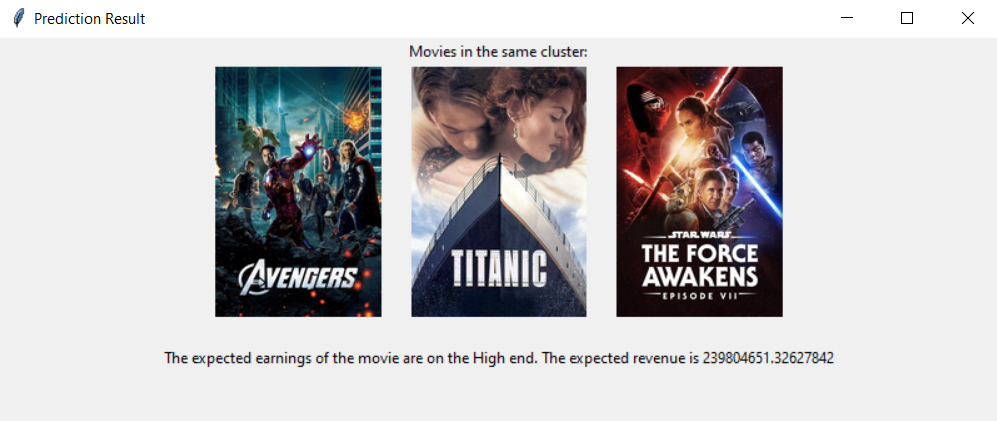 Prediction Result
Movies in the same cluster:
AVENGERS
TITANIC
STAR WARS
THE FORCE
AWAKENS
EPISODE VII
The expected earnings of the movie are on the High end. The expected revenue is 239804651.32627842